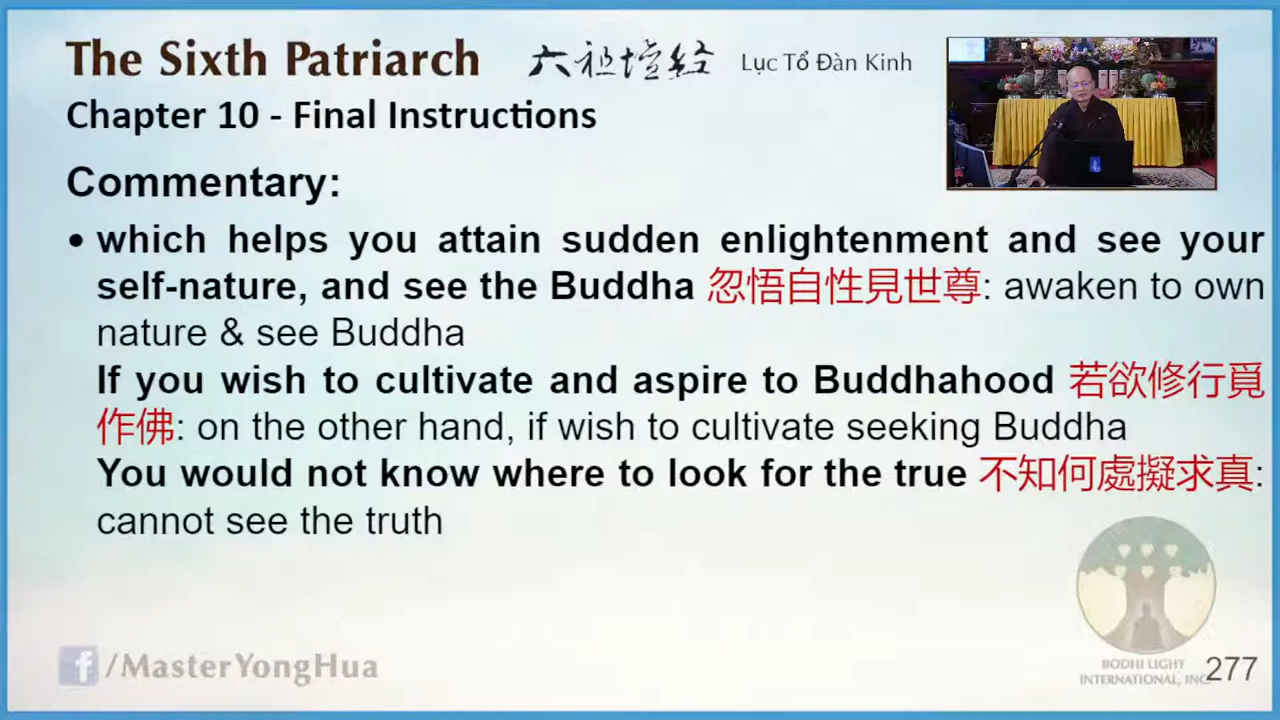 The Sixth Patriarch 六祖壇経 Lục Tổ Đàn Kinh
Chapter 10 - Final Instructions
Commentary:
• which helps you attain sudden enlightenment and see your
self-nature, and see the Buddha 忽悟自性見世尊: awaken to own
nature & see Buddha
If you wish to cultivate and aspire to Buddhahood 若欲修行覓
作佛: on the other hand, if wish to cultivate seeking Buddha
You would not know where to look for the true 不知何處擬求真:
cannot see the truth
f/MasterYongHua
BODHI LIGHT
INTERNATIONAL, INC.
277